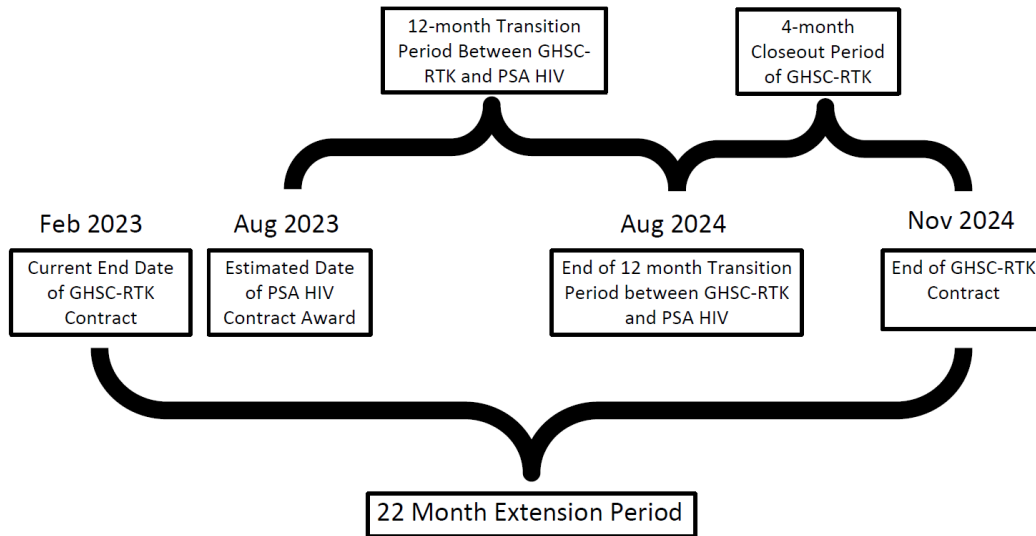 12-month Transition
Period Between GHSC-
RTK and PSA HIV
4-month
Closeout Period
of GHSC-RTK
Feb 2023
Aug 2023
Aug 2024
Nov 2024
Current End Date
of GHSC-RTK
Contract
Estimated Date
of PSA HIV
Contract Award
End of 12 month Transition
Period between GHSC-RTK
and PSA HIV
End of GHSC-RTK
Contract
22 Month Extension Period